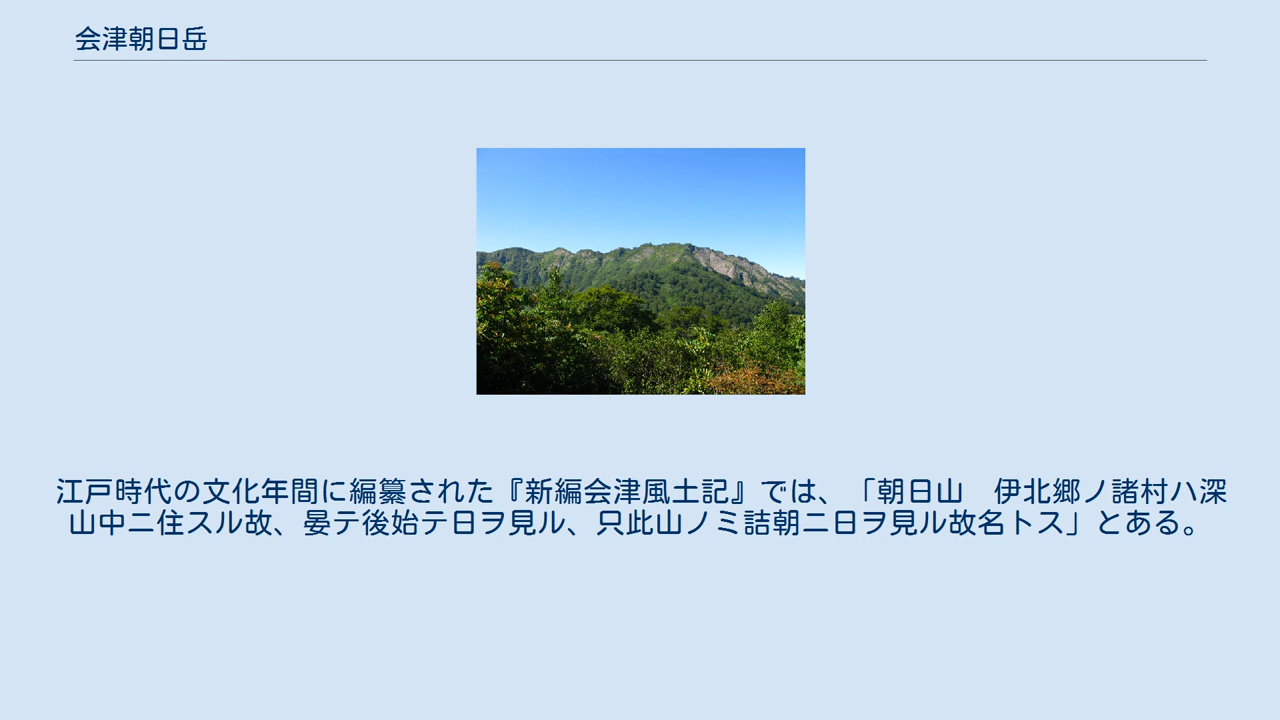 会津朝日岳
江戸時代の文化年間に編纂された『新編会津風土記』では、「朝日山　伊北郷ノ諸村ハ深
山中ニ住スル故、晏テ後始テ日ヲ見ル、只此山ノミ詰朝ニ日ヲ見ル故名トス」とある。